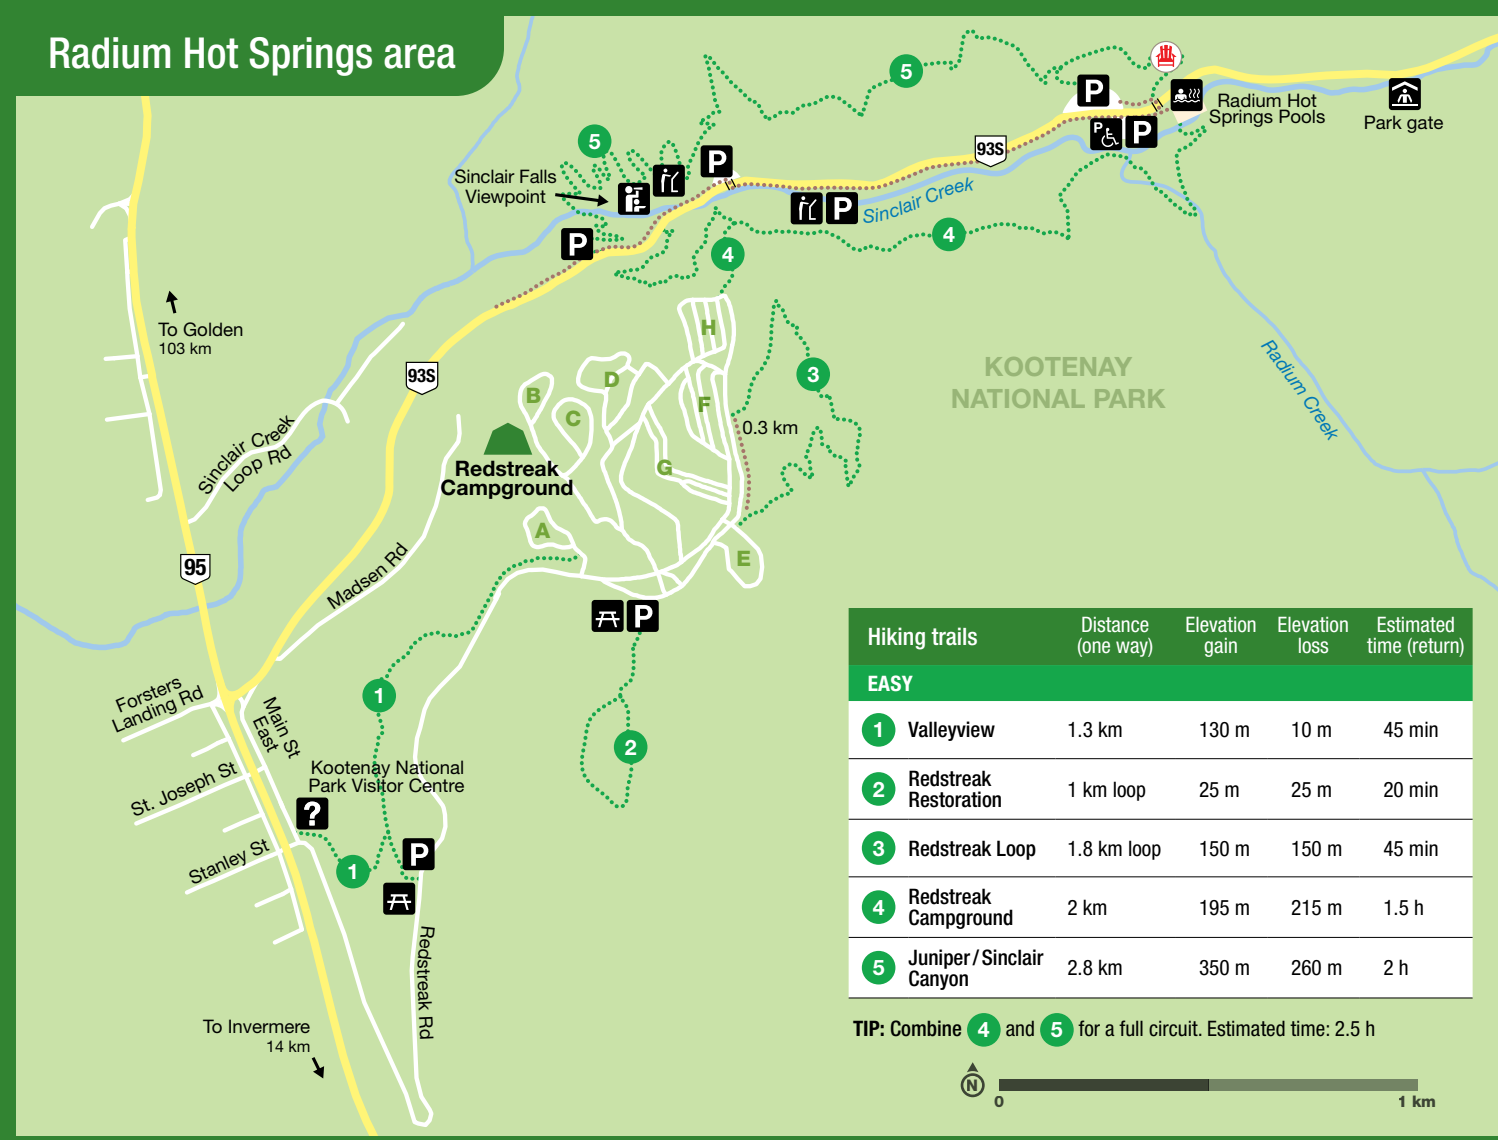 Radium Hot Springs area
5
P
Radium Hot
Springs Pools
Park gate
P
P
5
P
93S
Sinclair Falls
Viewpoint
P
Sinclair Creek
4
P
4
To Golden
103 km
H
KOOTENAY
NATIONAL PARK
Radium Creek
93S
3
D
B
C
F
0.3 km
Sinclair Creek
Loop Rd
Redstreak
Campground
G
A
E
95
Madsen Rd
P
1
2
Forsters
Landing Rd
Main St
East
Kootenay National
Park Visitor Centre
St. Joseph St
?
Stanley St
1
P
Redstreak Rd
To Invermere
14 km
Hiking trails
Distance
(one way)
Elevation
gain
Elevation
loss
Estimated
time (return)
EASY
1 Valleyview 1.3 km 130 m 10 m 45 min
2 Redstreak
Restoration 1 km loop 25 m 25 m 20 min
3 Redstreak Loop 1.8 km loop 150 m 150 m 45 min
4 Redstreak
Campground 2 km 195 m 215 m 1.5 h
5 Juniper / Sinclair
Canyon 2.8 km 350 m 260 m 2 h
TIP: Combine 4 and 5 for a full circuit. Estimated time: 2.5 h
N
0 1 km